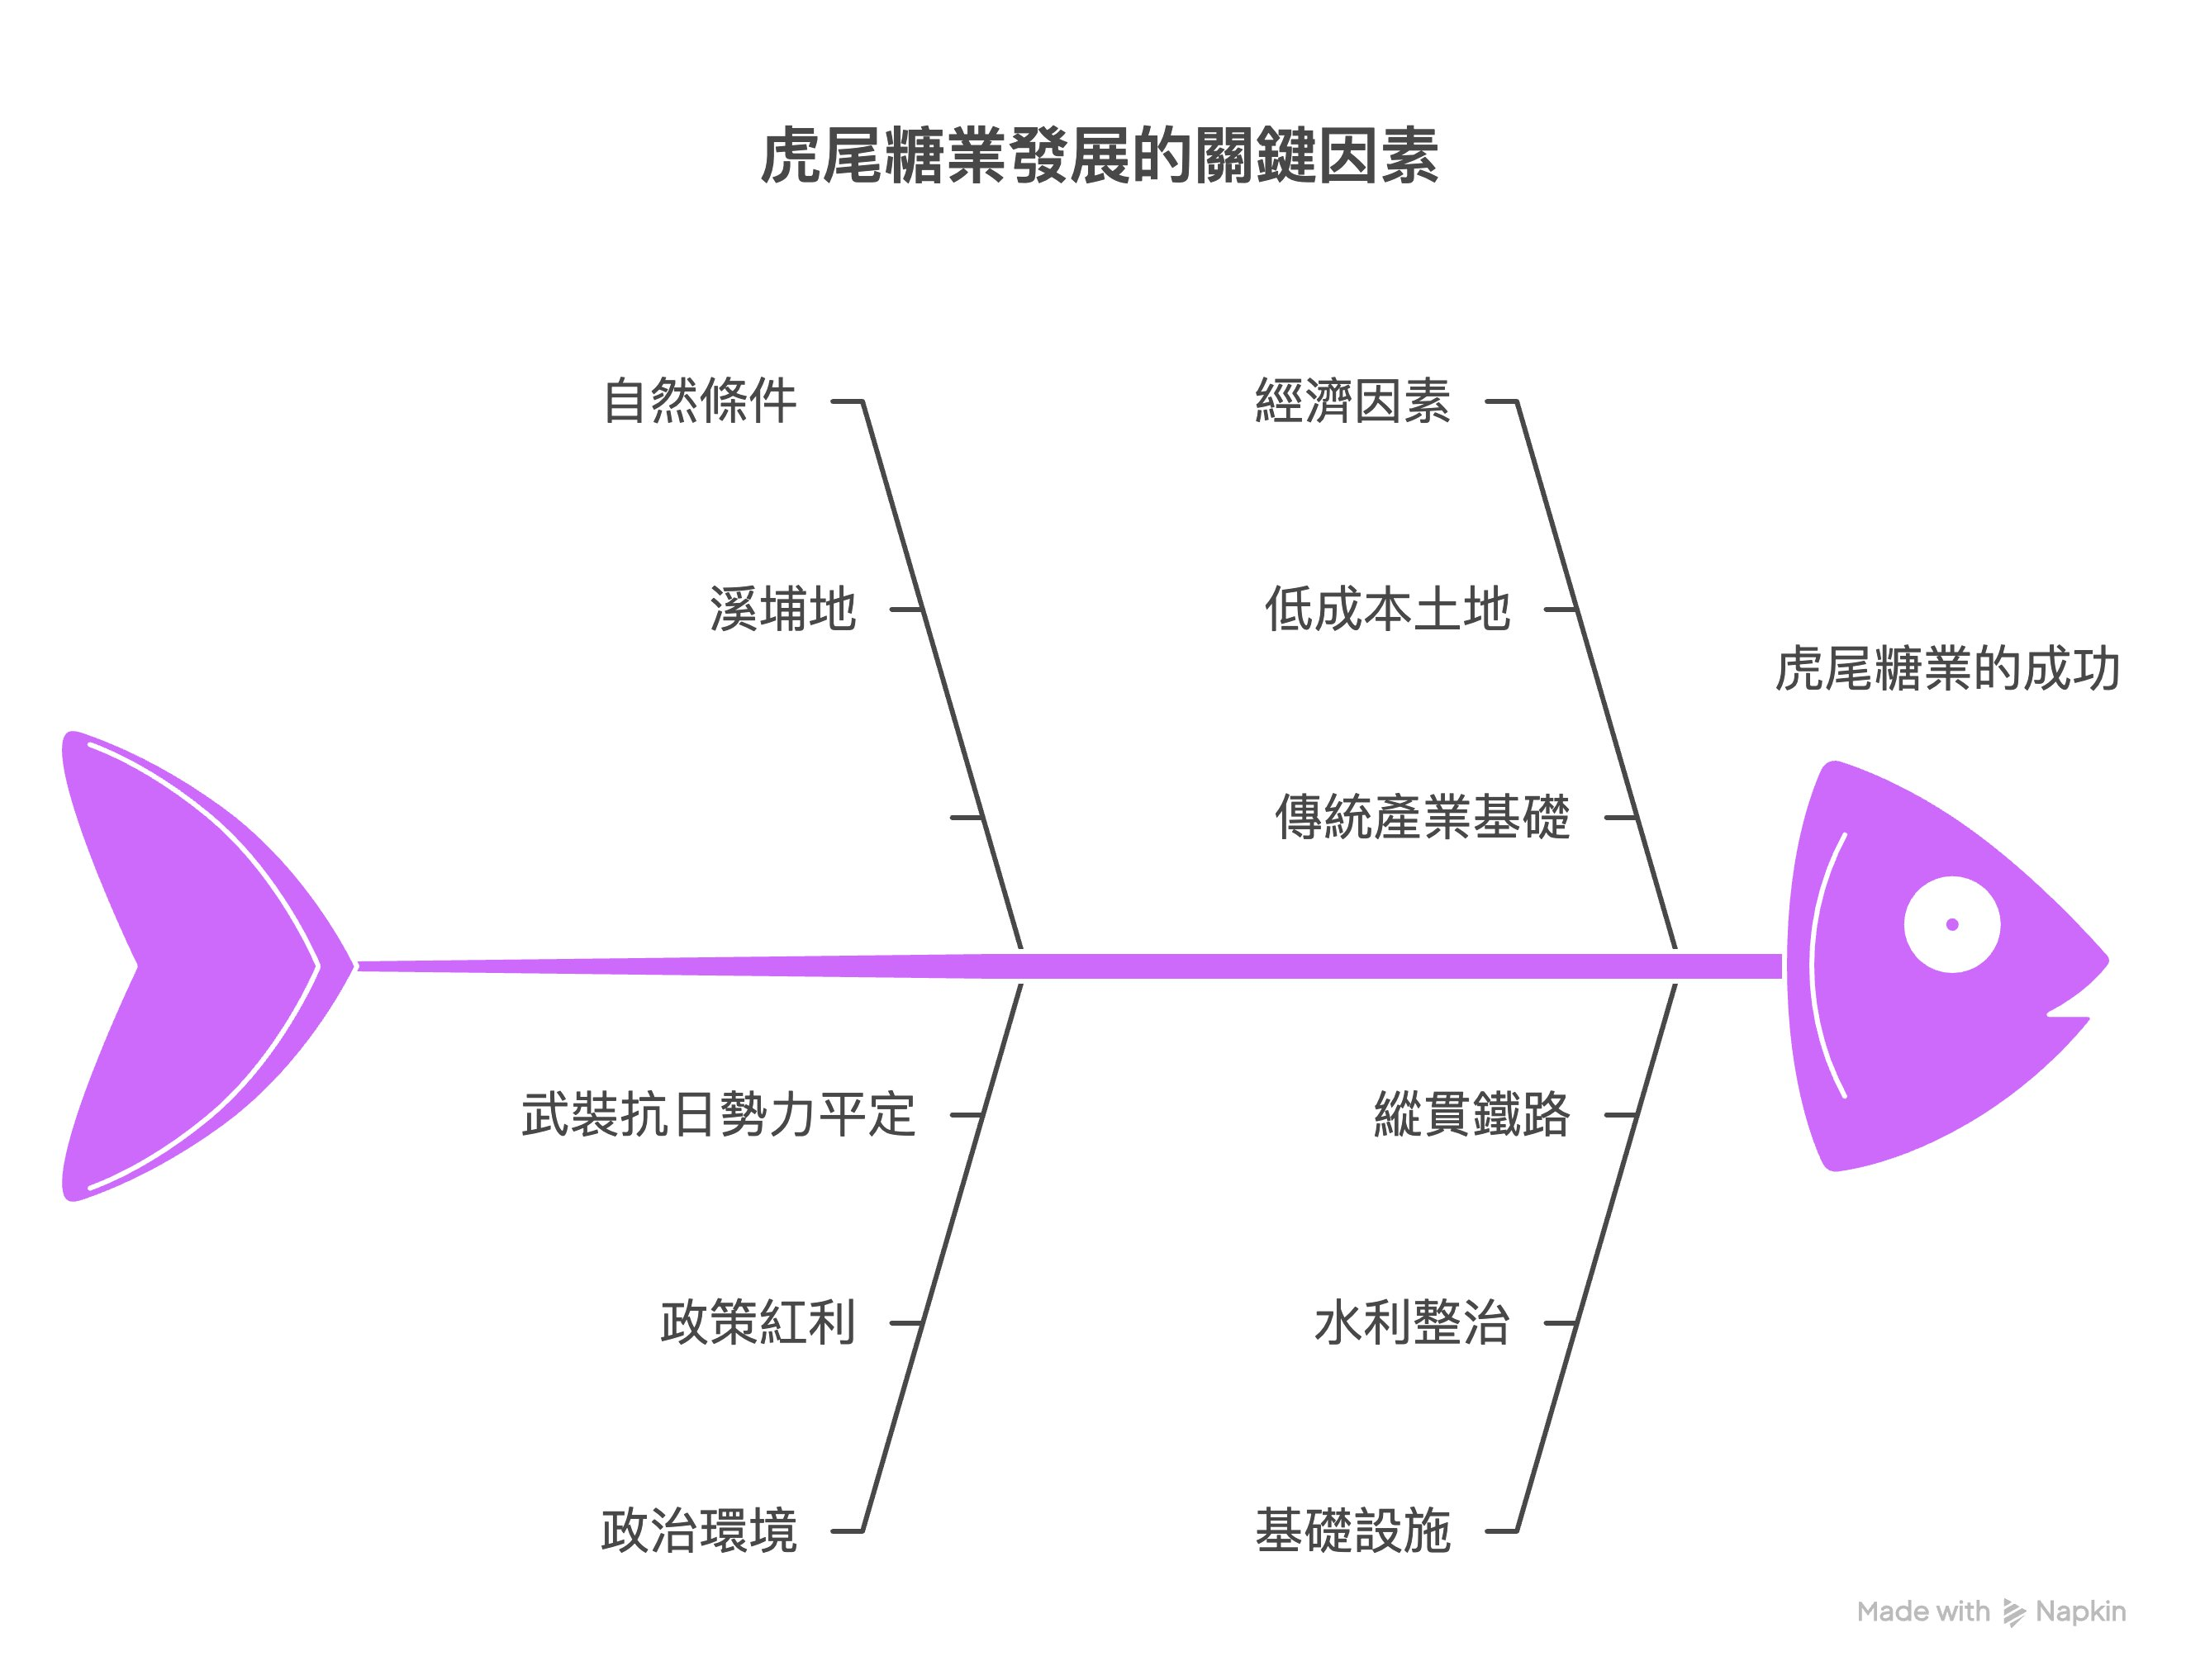 虎尾糖業發展的關鍵因素
自然條件
經濟因素
溪埔地
低成本土地
虎尾糖業的成功
傳統產業基礎
武裝抗日勢力平定
縱貫鐵路
政策紅利
水利整治
政治環境
基礎設施
Made with Napkin